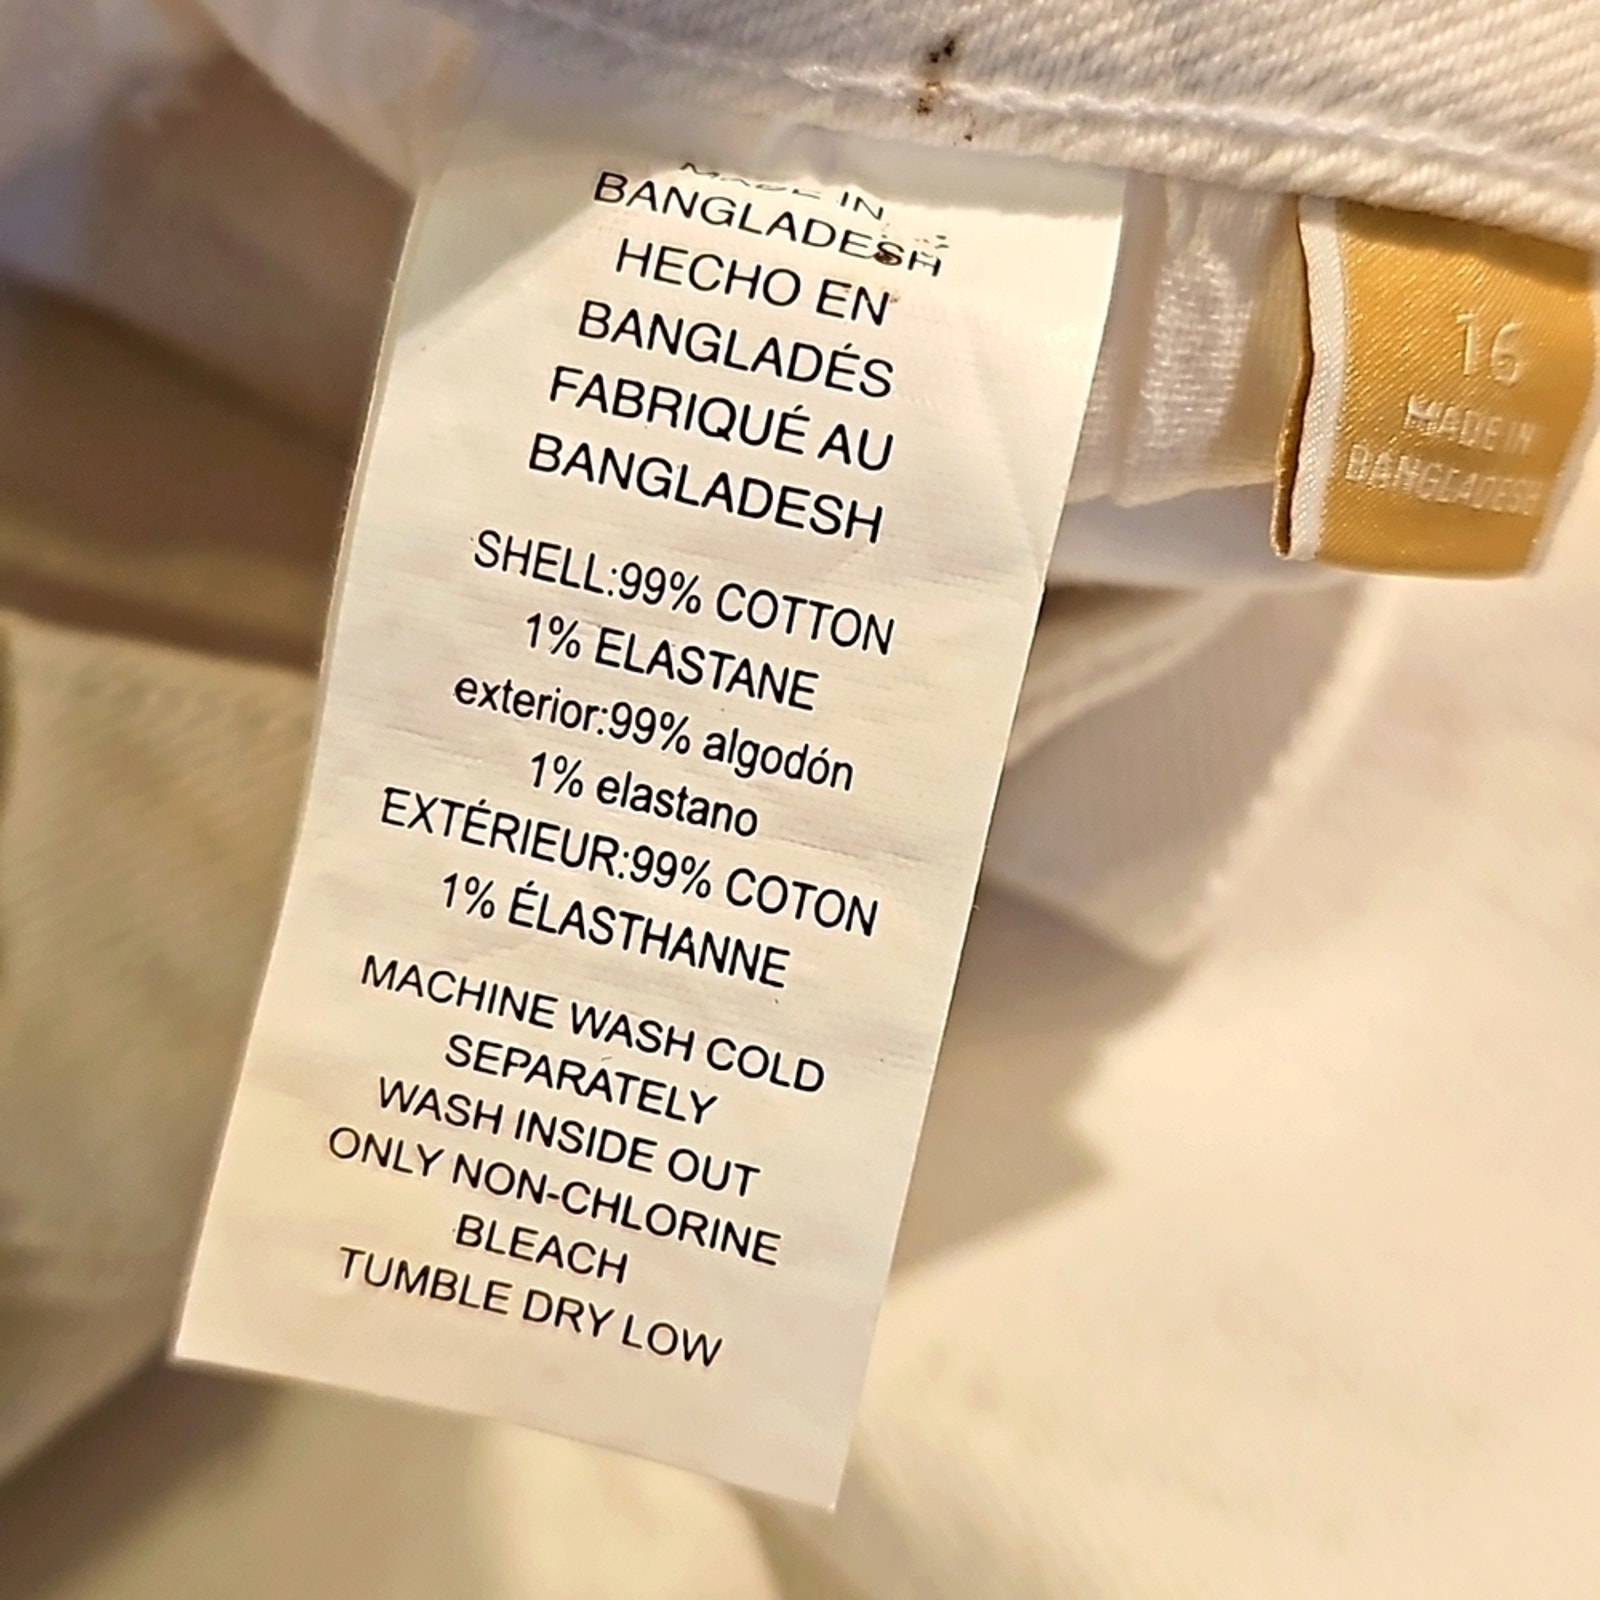 MADE IN
BANGLADESH
HECHO EN
BANGLADÉS
FABRIQUÉ AU
BANGLADESH
SHELL:99% COTTON
1% ELASTANE
exterior:99% algodón
1% elastano
EXTÉRIEUR:99% COTON
1% ÉLASTHANNE
MACHINE WASH COLD
SEPARATELY
WASH INSIDE OUT
ONLY NON-CHLORINE
BLEACH
TUMBLE DRY LOW
16
MADE IN
BANGLADESH